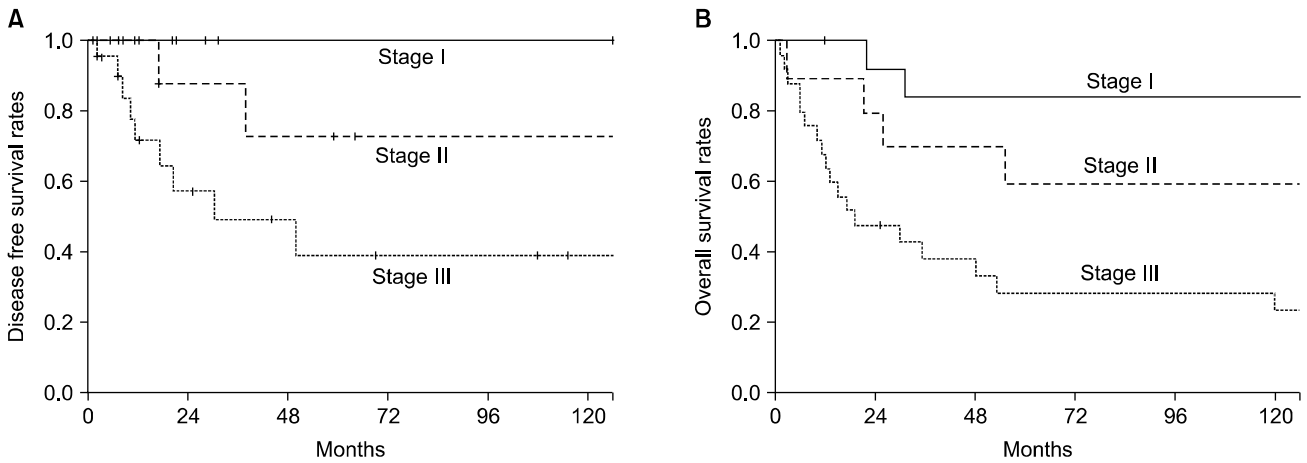 A
Disease free survival rates
1.0
0.8
0.6
0.4
0.2
0.0
Stage I
Stage II
Stage III
0 24 48 72 96 120
Months
B
Overall survival rates
1.0
0.8
0.6
0.4
0.2
0.0
Stage I
Stage II
Stage III
0 24 48 72 96 120
Months